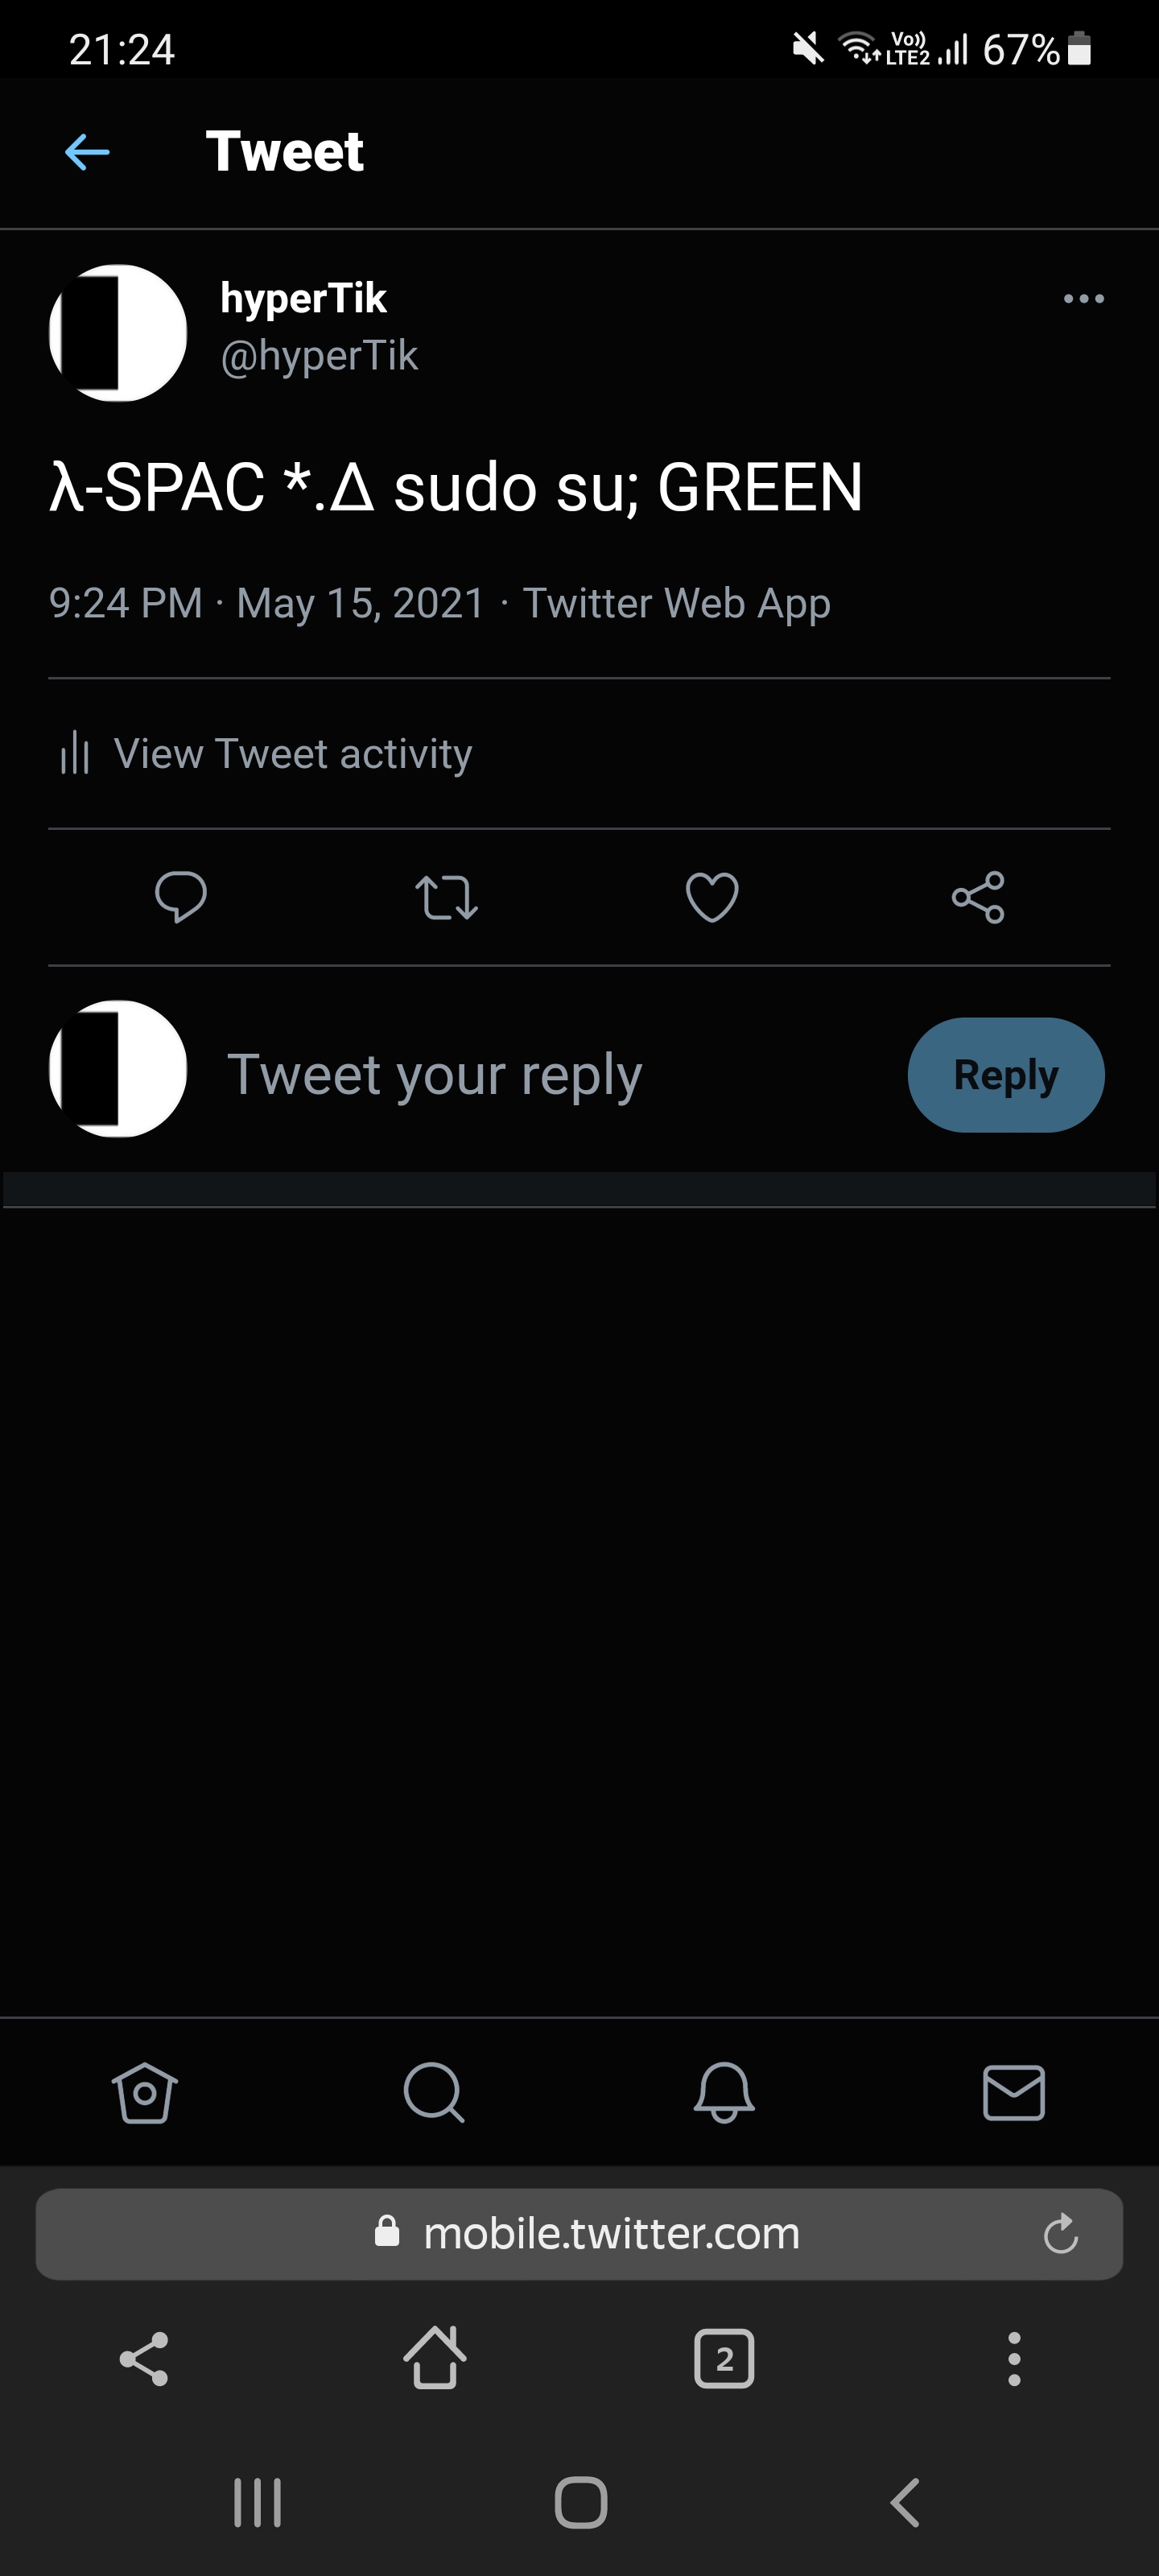 21:24
Vo))
LTE2
67%
Tweet
hyperTik
@hyperTik
λ-SPAC *.Δ sudo su; GREEN
9:24 PM · May 15, 2021 · Twitter Web App
View Tweet activity
Tweet your reply
Reply
mobile.twitter.com
2